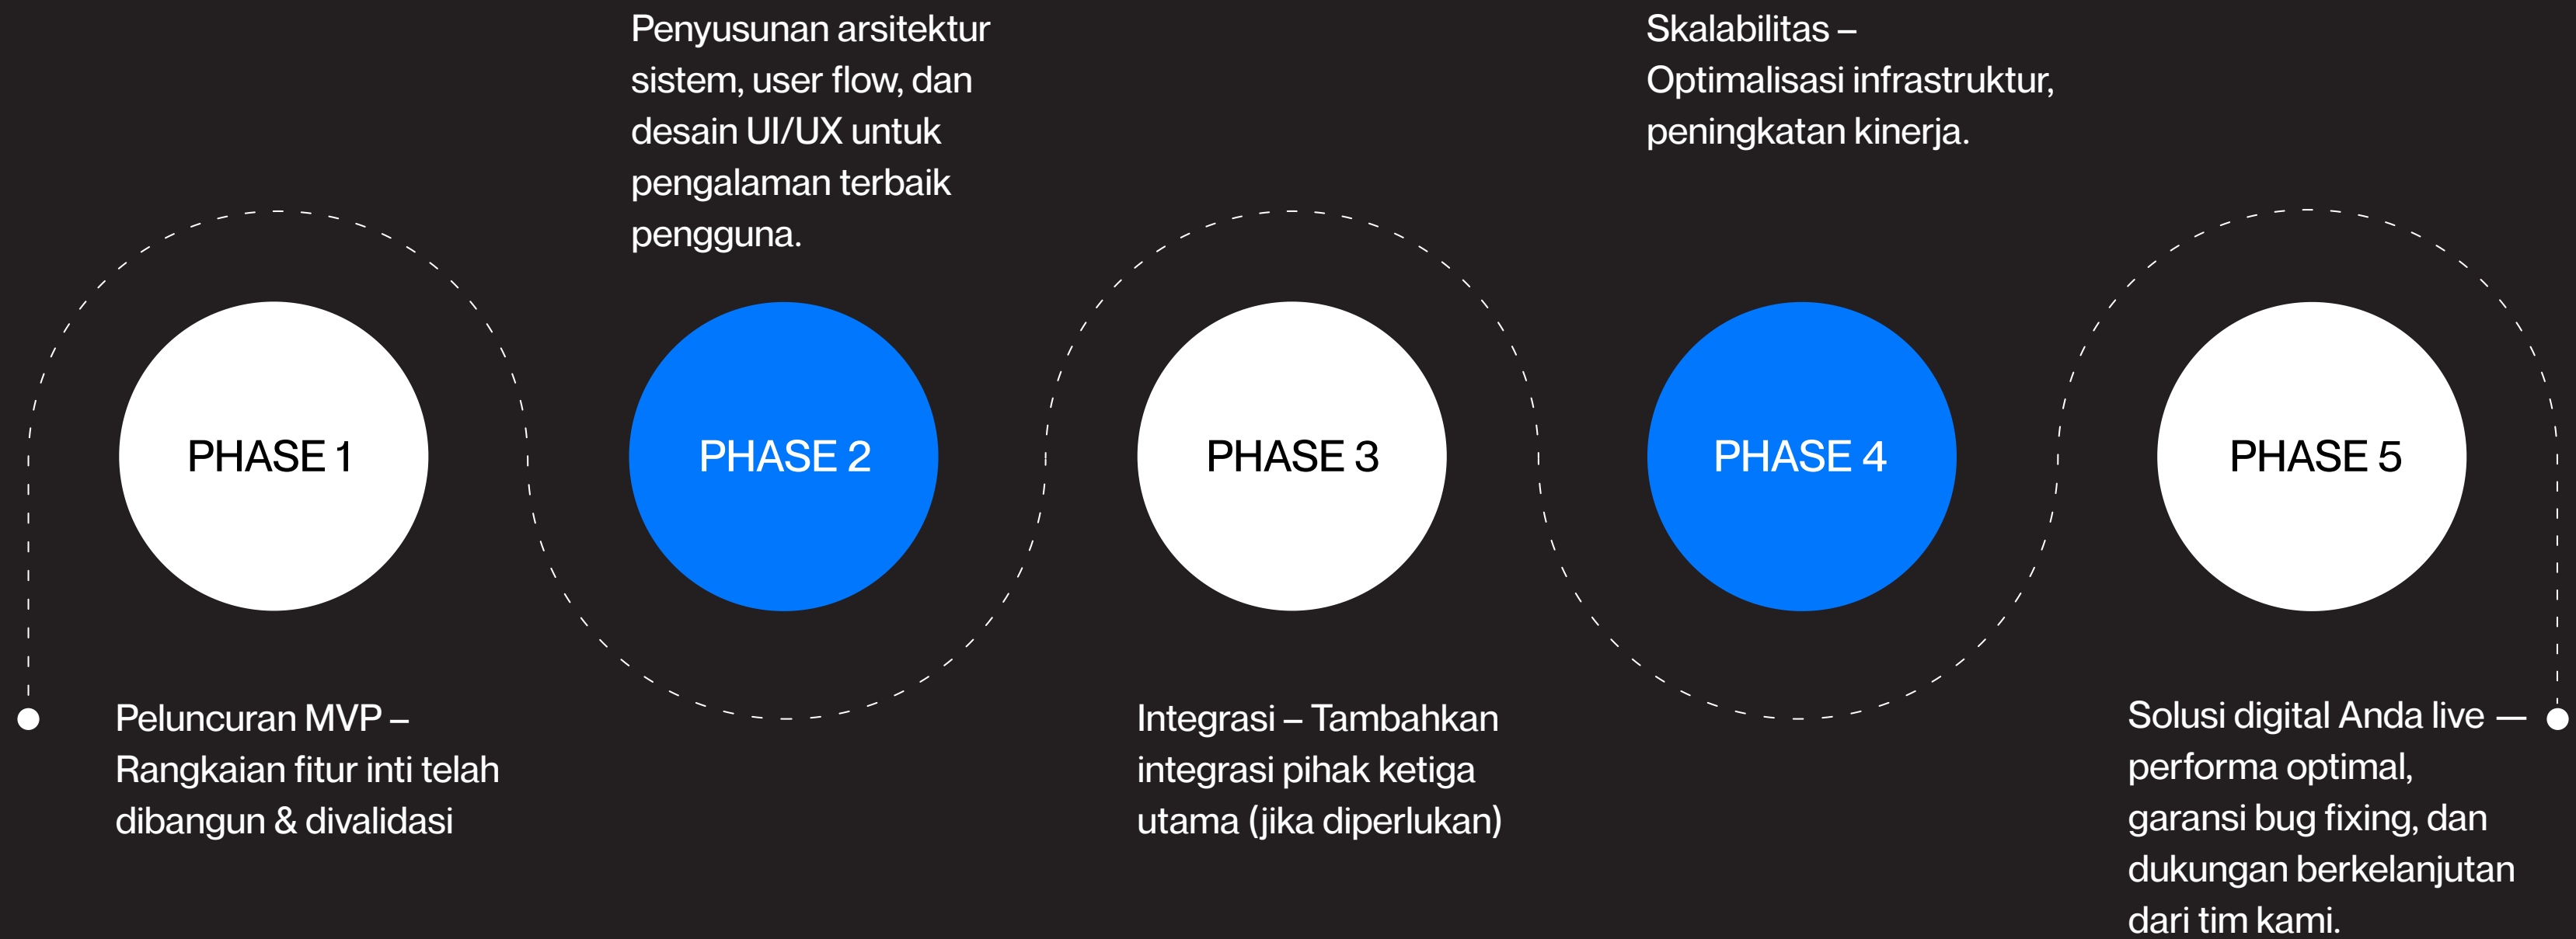 PHASE 1
Peluncuran MVP –
Rangkaian fitur inti telah
dibangun & divalidasi
Penyusunan arsitektur
sistem, user flow, dan
desain UI/UX untuk
pengalaman terbaik
pengguna.
PHASE 2
PHASE 3
Integrasi – Tambahkan
integrasi pihak ketiga
utama (jika diperlukan)
Skalabilitas –
Optimalisasi infrastruktur,
peningkatan kinerja.
PHASE 4
PHASE 5
Solusi digital Anda live —
performa optimal,
garansi bug fixing, dan
dukungan berkelanjutan
dari tim kami.